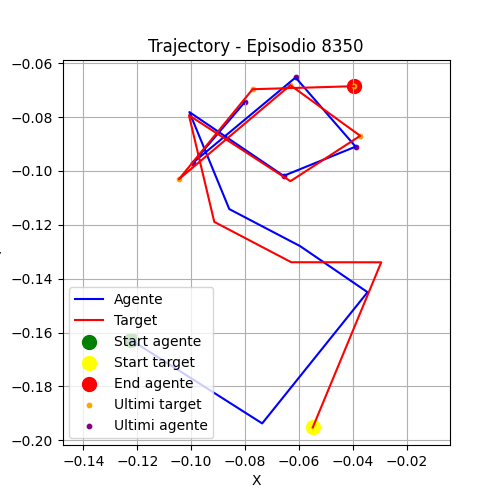 Trajectory - Episodio 8350
−0.06
−0.08
−0.10
−0.12
−0.14
−0.16
−0.18
−0.20
Agente
Target
Start agente
Start target
End agente
Ultimi target
Ultimi agente
−0.14 −0.12 −0.10 −0.08 −0.06 −0.04 −0.02
X